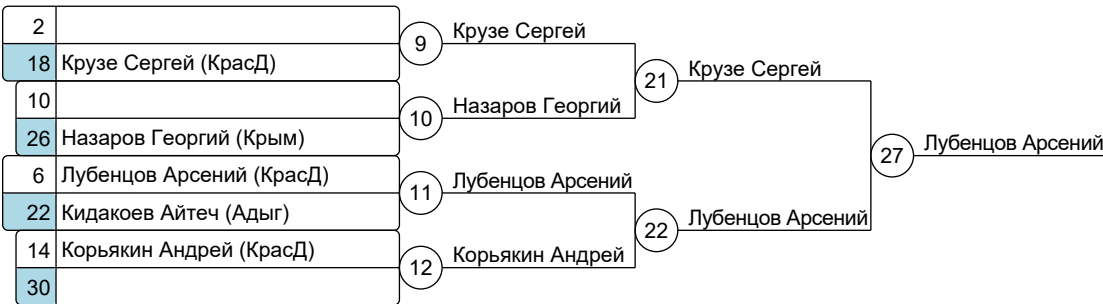 2
18 Крузе Сергей (КрасД)
10
26 Назаров Георгий (Крым)
6 Лубенцов Арсений (КрасД)
22 Кидакоев Айтеч (Адыг)
14 Корьякин Андрей (КрасД)
30
9 Крузе Сергей
10 Назаров Георгий
11 Лубенцов Арсений
12 Корьякин Андрей
21 Крузе Сергей
22 Лубенцов Арсений
27 Лубенцов Арсений